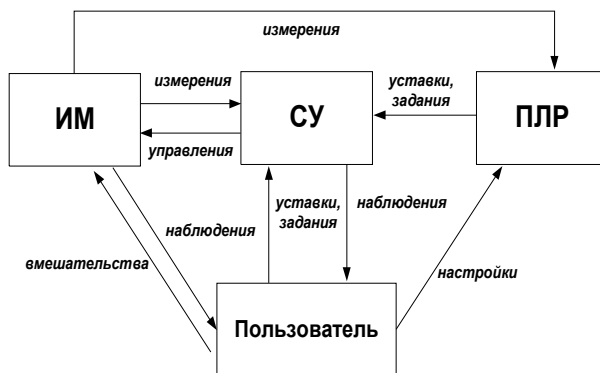 измерения
ИМ
измерения
управления
СУ
уставки,
задания
ПЛР
вмешательства
наблюдения
уставки,
задания
наблюдения
настройки
Пользователь